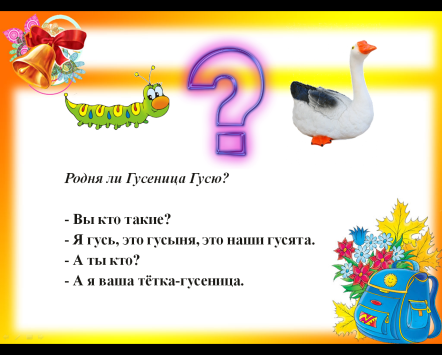 Родня ли Гусеница Гусю?
- Вы кто такие?
- Я гусь, это гусыня, это наши гусята.
- А ты кто?
- А я ваша тётка-гусеница.